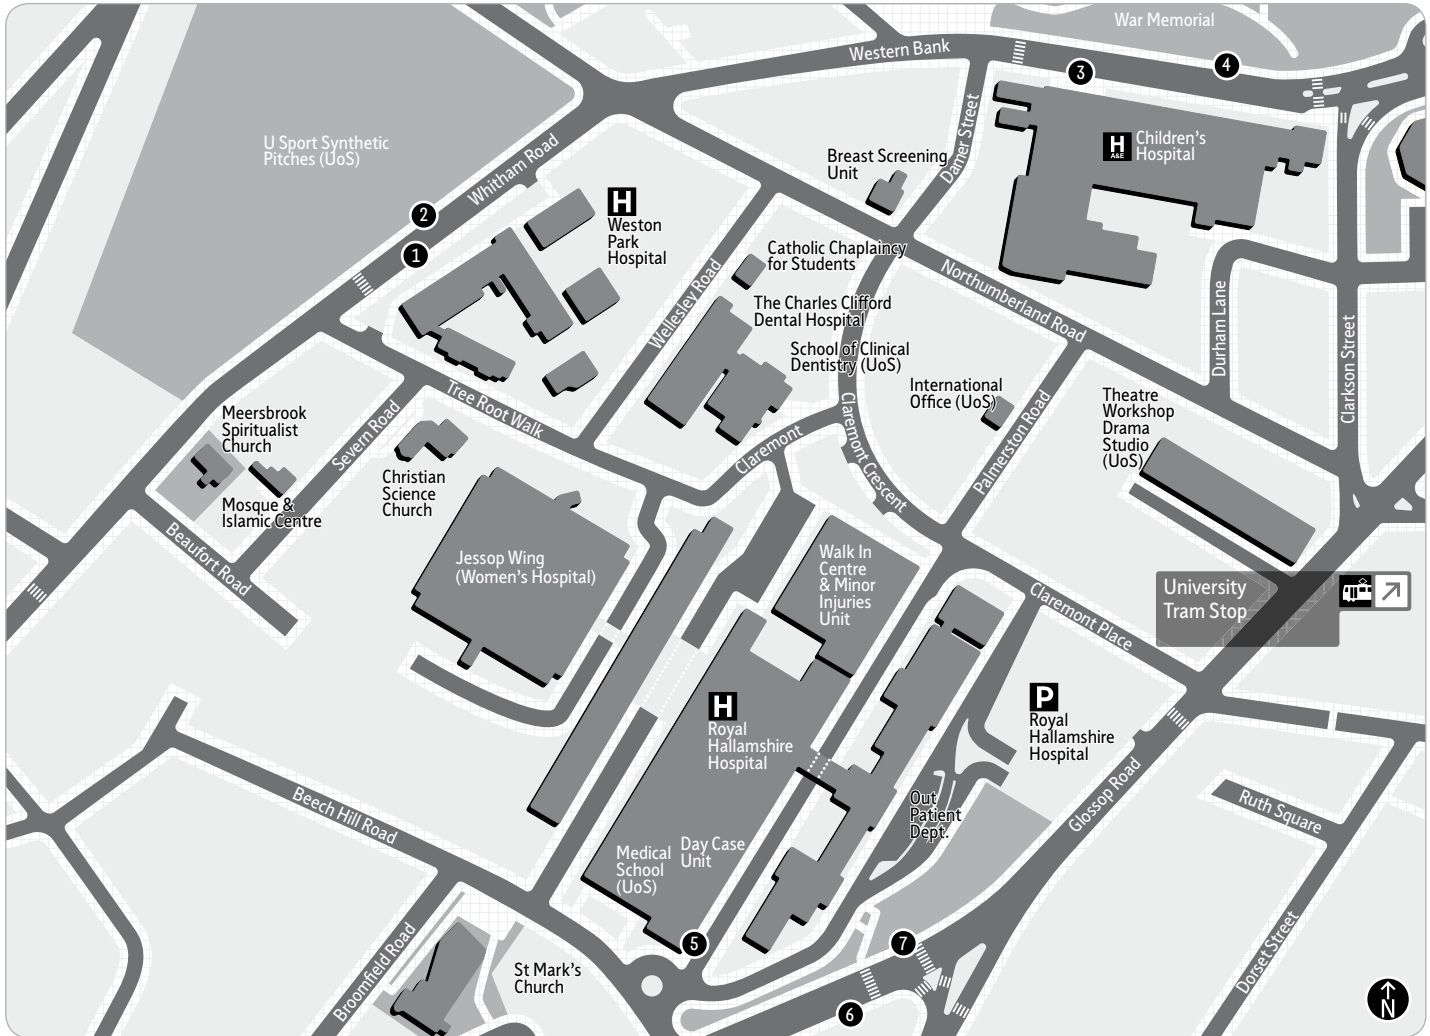 War Memorial
Western Bank
3
4
U Sport Synthetic
Pitches (UoS)
Whitham Road
Damer Street
H
A&E
Children's
Hospital
Breast Screening
Unit
2
1
H
Weston
Park
Hospital
Catholic Chaplaincy
for Students
Wellesley Road
Northumberland Road
The Charles Clifford
Dental Hospital
School of Clinical
Dentistry (UoS)
Durham Lane
Clarkson Street
International
Office (UoS)
Palmerston Road
Theatre
Workshop
Drama
Studio
(UoS)
Tree Root Walk
Meersbrook
Spiritualist
Church
Severn Road
Claremont
Claremont Crescent
Christian
Science
Church
Mosque &
Islamic Centre
Beaufort Road
Jessop Wing
(Women's Hospital)
Walk In
Centre
& Minor
Injuries
Unit
University
Tram Stop
Claremont Place
H
Royal
Hallamshire
Hospital
P
Royal
Hallamshire
Hospital
Beech Hill Road
Out
Patient
Dept.
Glossop Road
Ruth Square
Medical
School
(UoS)
Day Case
Unit
5
7
6
Broomfield Road
St Mark's
Church
Dorset Street
N